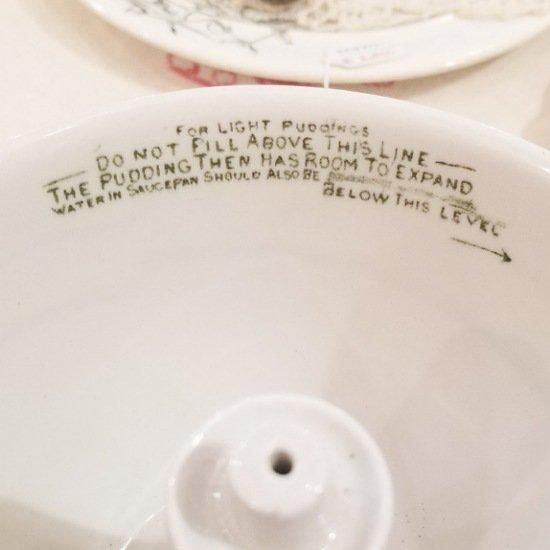 FOR LIGHT PUDDINGS
— DO NOT FILL ABOVE THIS LINE —
THE PUDDING THEN HAS ROOM TO EXPAND
WATER IN SAUCEPAN SHOULD ALSO BE
BELOW THIS LEVEL